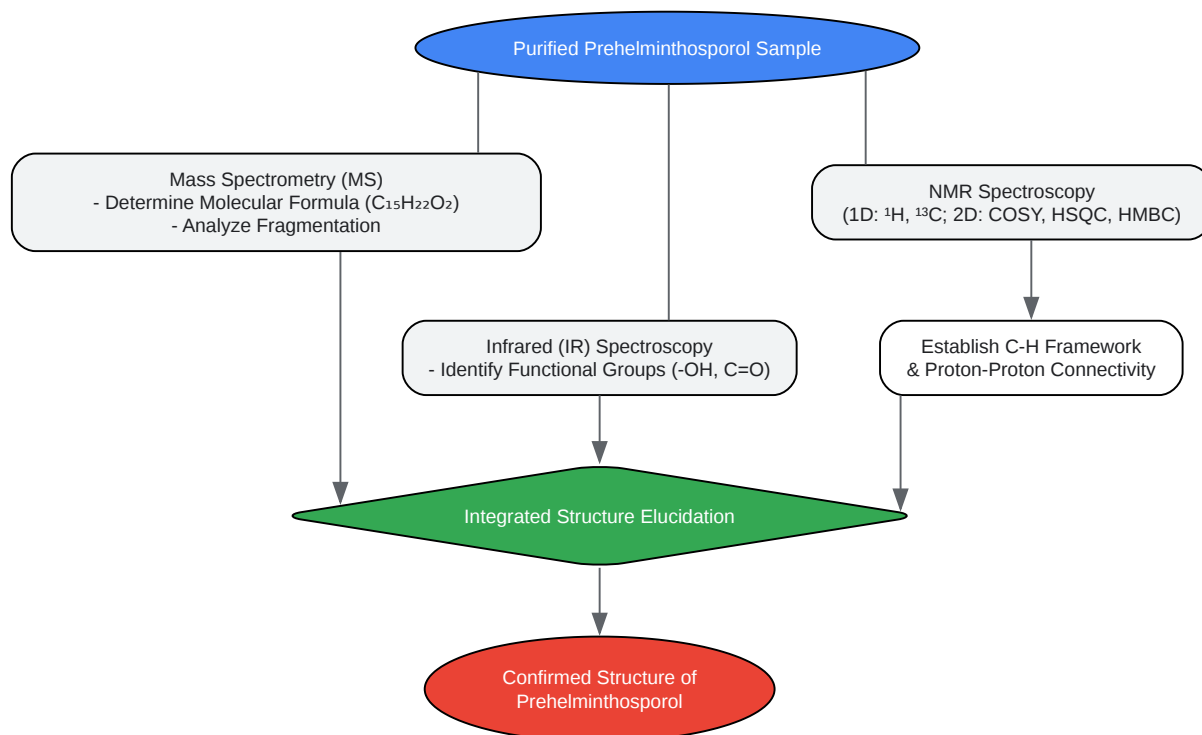 Purified Prehelminthosporol Sample
Mass Spectrometry (MS)
- Determine Molecular Formula (C₁₅H₂₂O₂)
- Analyze Fragmentation
NMR Spectroscopy
(1D: ¹H, ¹³C; 2D: COSY, HSQC, HMBC)
Infrared (IR) Spectroscopy
- Identify Functional Groups (-OH, C=O)
Establish C-H Framework
& Proton-Proton Connectivity
Integrated Structure Elucidation
Confirmed Structure of
Prehelminthosporol